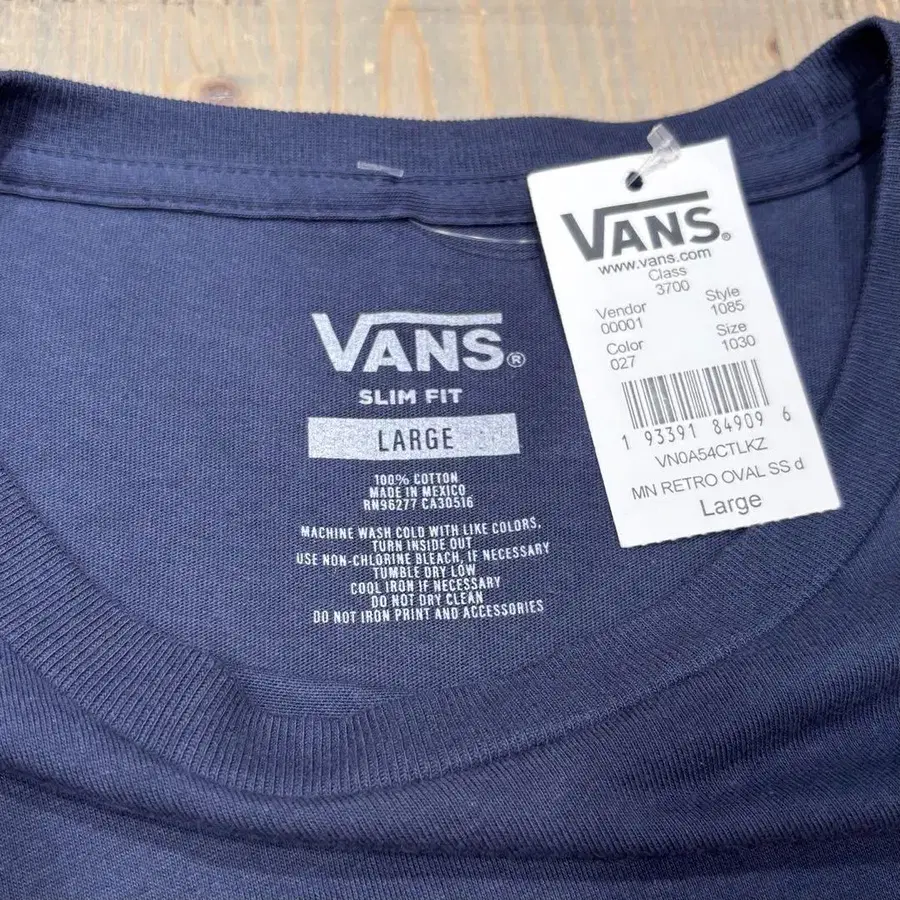 VANS®
SLIM FIT
LARGE
100% COTTON
MADE IN MEXICO
RN96277 CA30516
MACHINE WASH COLD WITH LIKE COLORS,
TURN INSIDE OUT
USE NON-CHLORINE BLEACH, IF NECESSARY
TUMBLE DRY LOW
COOL IRON IF NECESSARY
DO NOT DRY CLEAN
DO NOT IRON PRINT AND ACCESSORIES
VANS®
www.vans.com
Class
3700
Vendor Style
00001 1085
Color Size
027 1030
1 93391 84909 6
VN0A54CTLKZ
MN RETRO OVAL SS d
Large